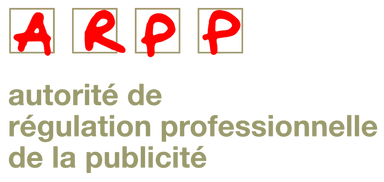 ARPP
autorité de
régulation professionnelle
de la publicité